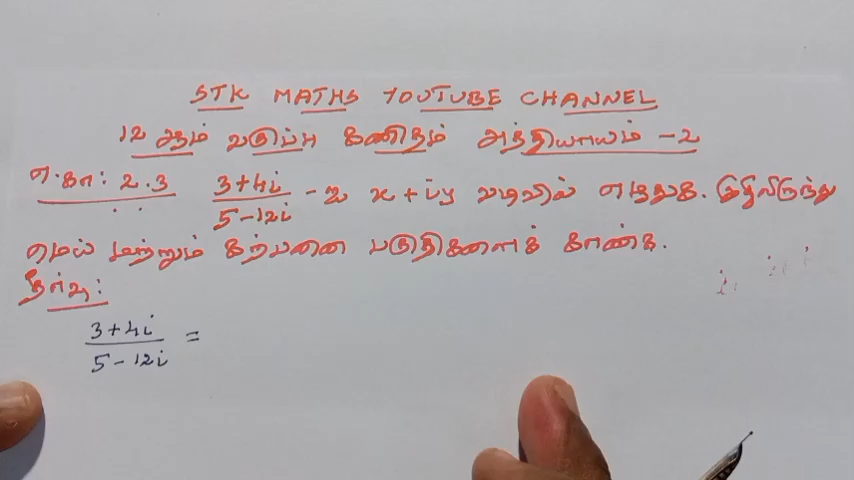 STK MATHS YOUTUBE CHANNEL
12 ஆம் வகுப்பு கணிதம் அத்தியாயம் - 2
எ.கா: 2.3 3+4i/5-12i -ஐ x + iy வடிவில் எழுதுக. இதிலிருந்து
மெய் மற்றும் கற்பனை பகுதிகளைக் காண்க.
தீர்வு:
3+4i/5-12i =